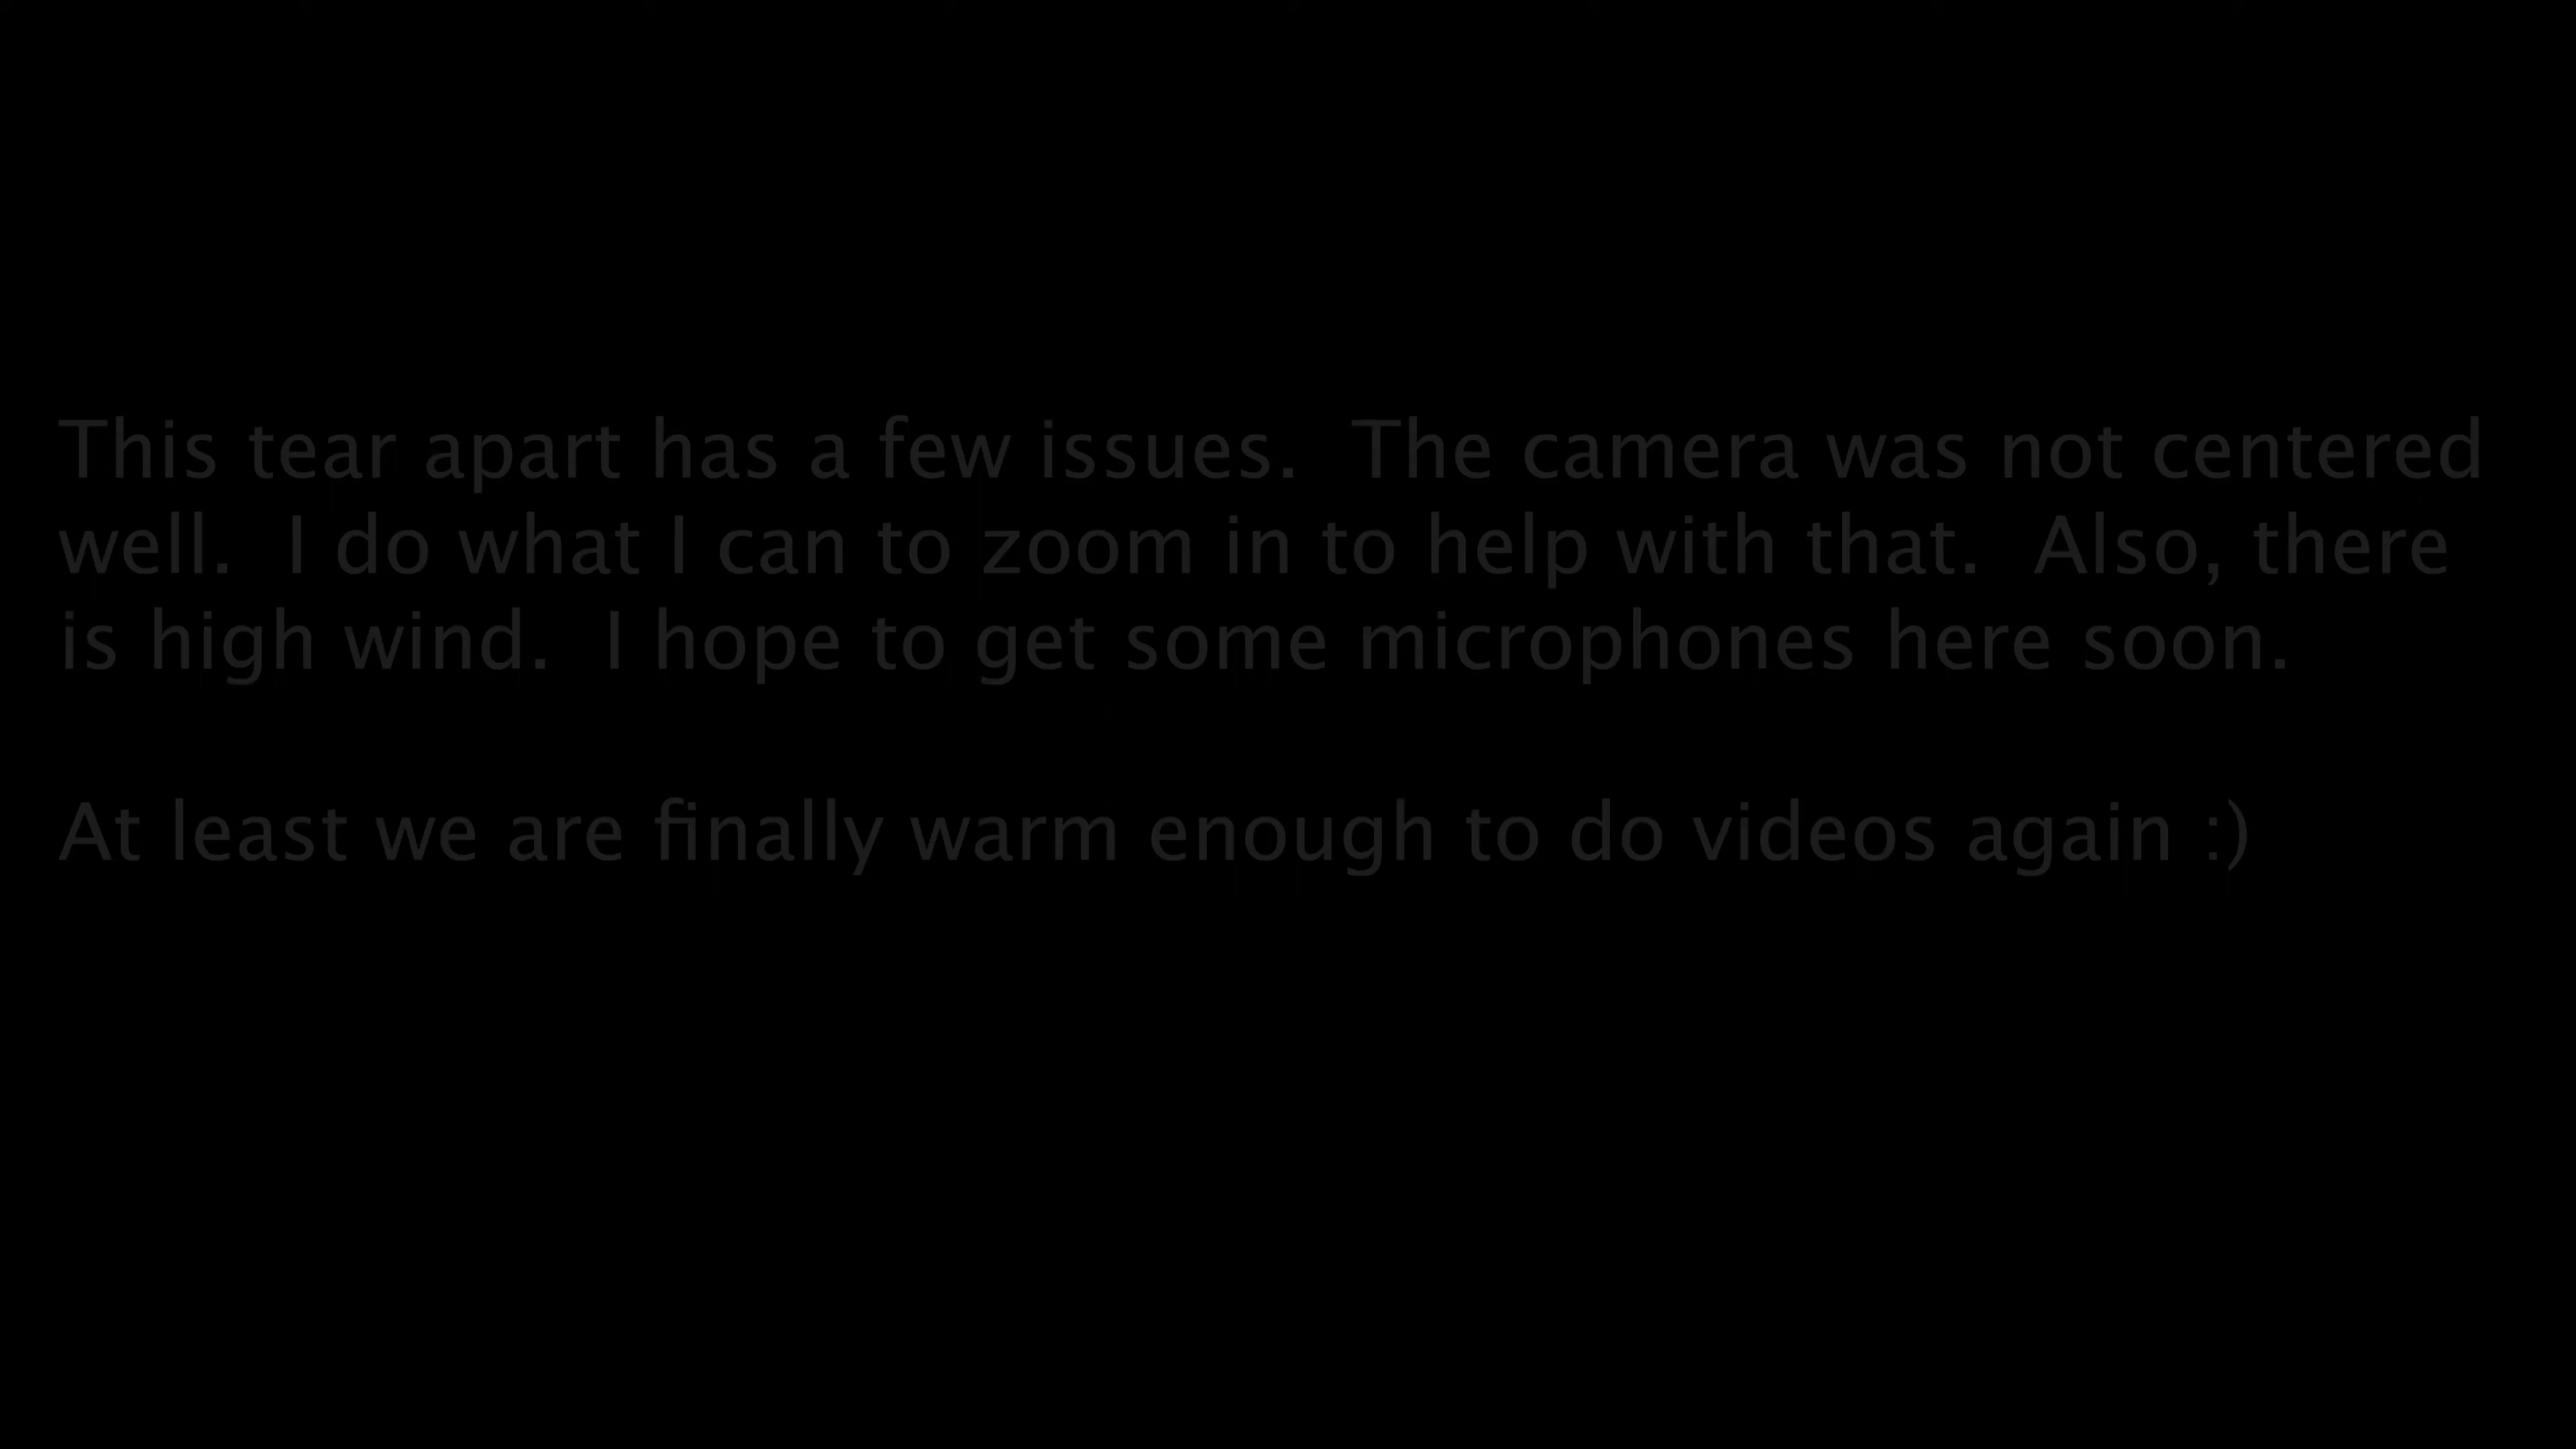 This tear apart has a few issues.  The camera was not centered
well.  I do what I can to zoom in to help with that.  Also, there
is high wind.  I hope to get some microphones here soon.
At least we are finally warm enough to do videos again :)